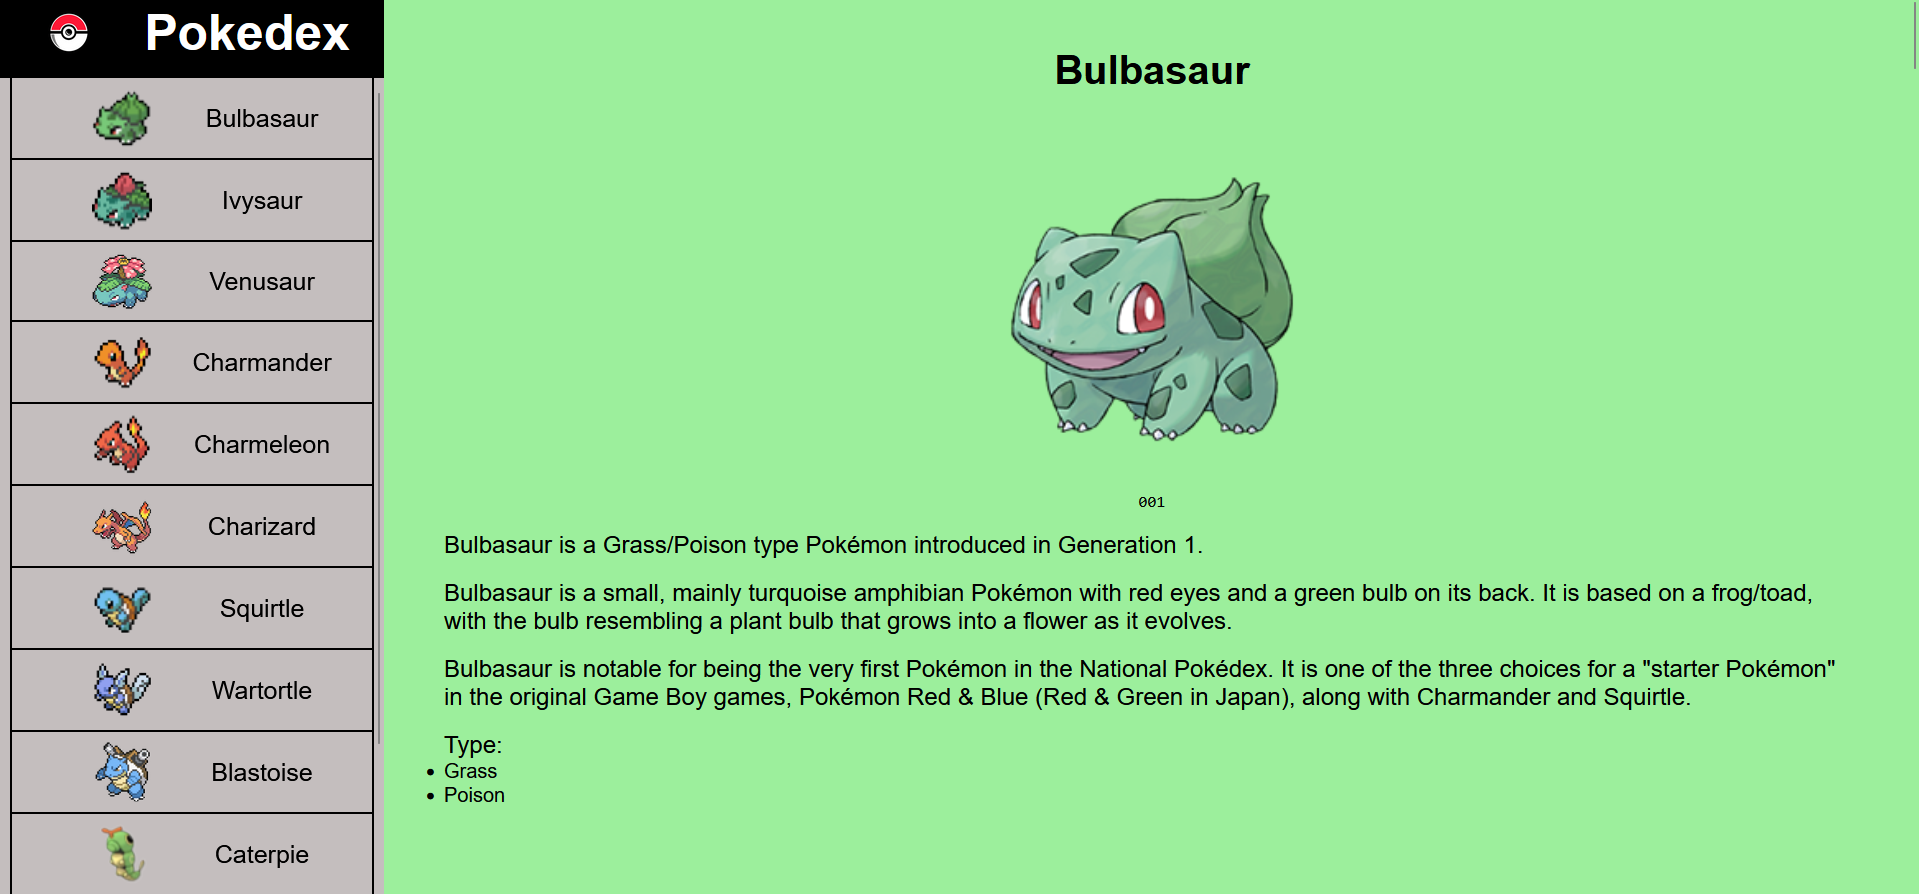 Pokedex
Bulbasaur
Ivysaur
Venusaur
Charmander
Charmeleon
Charizard
Squirtle
Wartortle
Blastoise
Caterpie
Bulbasaur
001
Bulbasaur is a Grass/Poison type Pokémon introduced in Generation 1.
Bulbasaur is a small, mainly turquoise amphibian Pokémon with red eyes and a green bulb on its back. It is based on a frog/toad,
with the bulb resembling a plant bulb that grows into a flower as it evolves.
Bulbasaur is notable for being the very first Pokémon in the National Pokédex. It is one of the three choices for a "starter Pokémon"
in the original Game Boy games, Pokémon Red & Blue (Red & Green in Japan), along with Charmander and Squirtle.
Type:
• Grass
• Poison